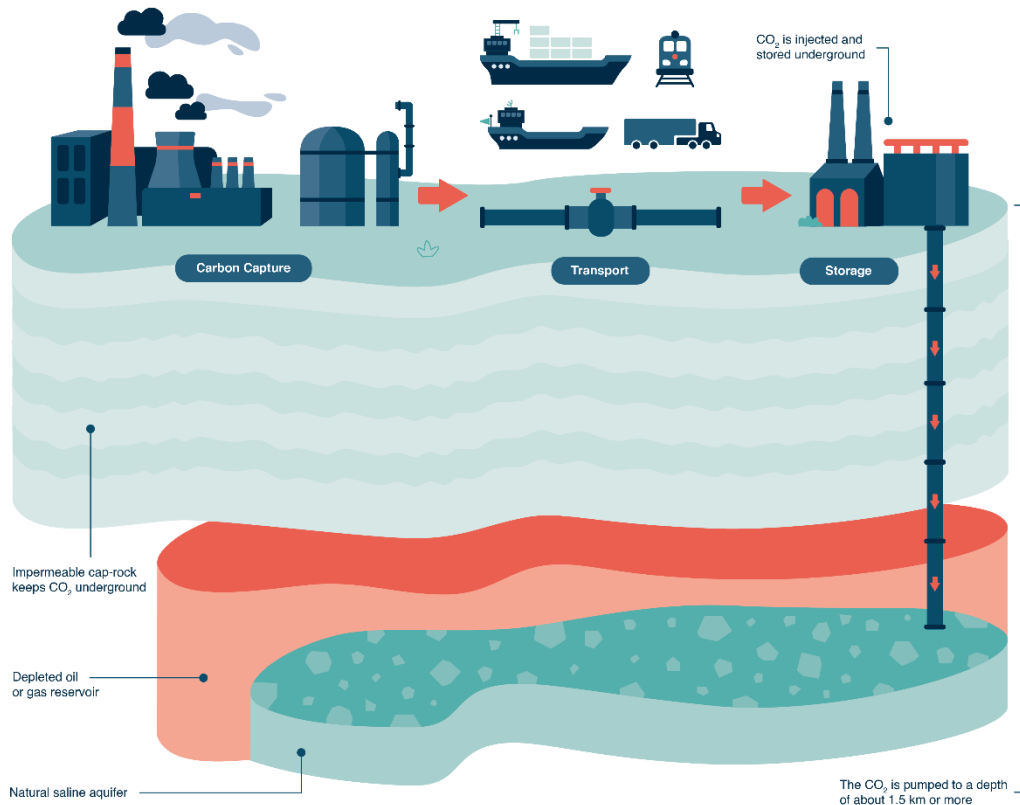 CO₂ is injected and
stored underground
Carbon Capture
Transport
Storage
Impermeable cap-rock
keeps CO₂ underground
Depleted oil
or gas reservoir
Natural saline aquifer
The CO₂ is pumped to a depth
of about 1.5 km or more